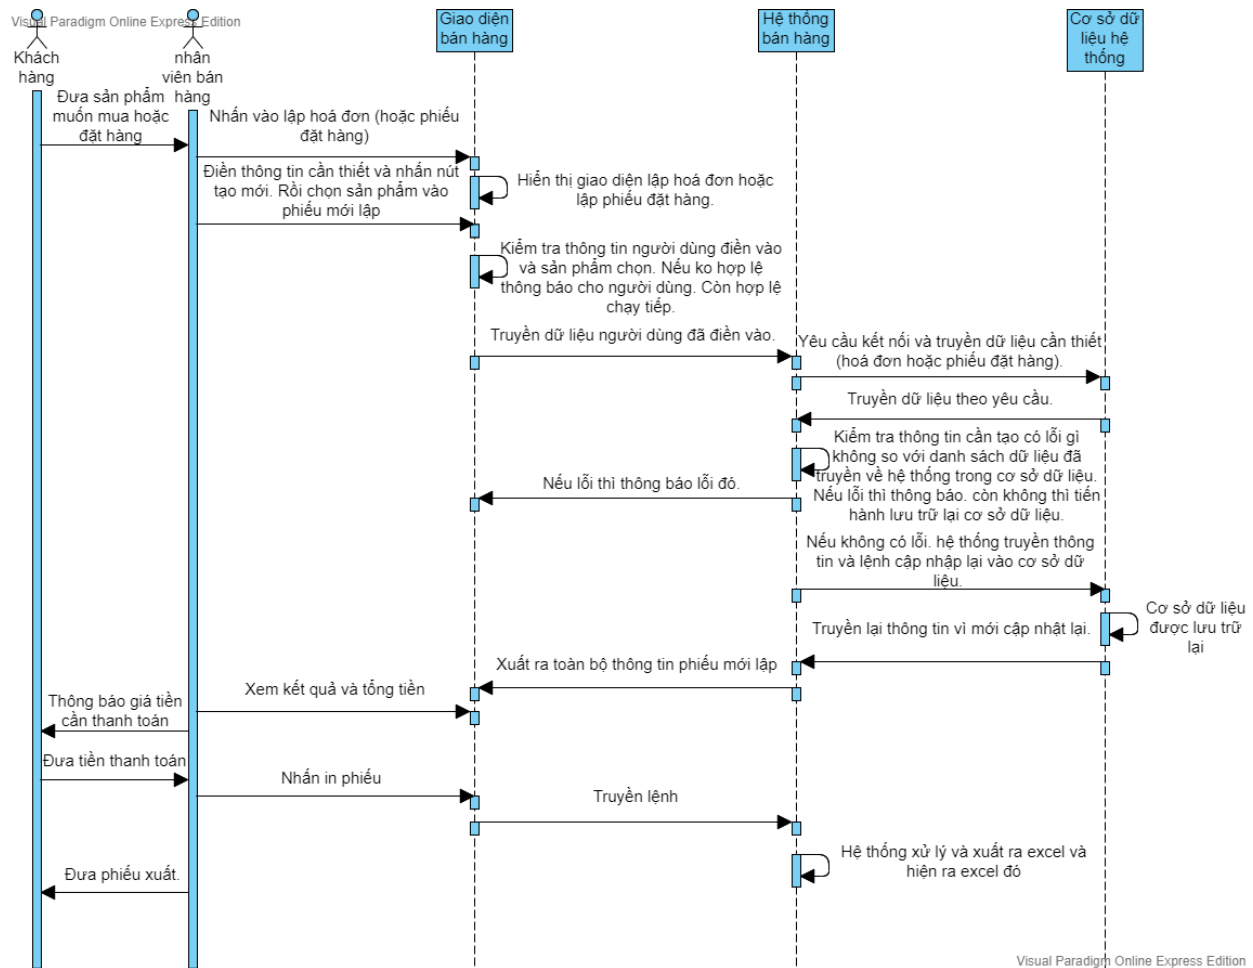 Visual Paradigm Online Express Edition
Khách
hàng
nhân
viên bán
hàng
Giao diện
bán hàng
Hệ thống
bán hàng
Cơ sở dữ
liệu hệ
thống
Đưa sản phẩm
muốn mua hoặc
đặt hàng
Nhấn vào lập hoá đơn (hoặc phiếu
đặt hàng)
Điền thông tin cần thiết và nhấn nút
tạo mới. Rồi chọn sản phẩm vào
phiếu mới lập
Hiển thị giao diện lập hoá đơn hoặc
lập phiếu đặt hàng.
Kiểm tra thông tin người dùng điền vào
và sản phẩm chọn. Nếu ko hợp lệ
thông báo cho người dùng. Còn hợp lệ
chạy tiếp.
Truyền dữ liệu người dùng đã điền vào.
Yêu cầu kết nối và truyền dữ liệu cần thiết
(hoá đơn hoặc phiếu đặt hàng).
Truyền dữ liệu theo yêu cầu.
Kiểm tra thông tin cần tạo có lỗi gì
không so với danh sách dữ liệu đã
truyền về hệ thống trong cơ sở dữ liệu.
Nếu lỗi thì thông báo. còn không thì tiến
hành lưu trữ lại cơ sở dữ liệu.
Nếu lỗi thì thông báo lỗi đó.
Nếu không có lỗi. hệ thống truyền thông
tin và lệnh cập nhập lại vào cơ sở dữ
liệu.
Cơ sở dữ liệu
được lưu trữ
lại
Truyền lại thông tin vì mới cập nhật lại.
Xuất ra toàn bộ thông tin phiếu mới lập
Xem kết quả và tổng tiền
Thông báo giá tiền
cần thanh toán
Đưa tiền thanh toán
Nhấn in phiếu
Truyền lệnh
Hệ thống xử lý và xuất ra excel và
hiện ra excel đó
Đưa phiếu xuất.
Visual Paradigm Online Express Edition